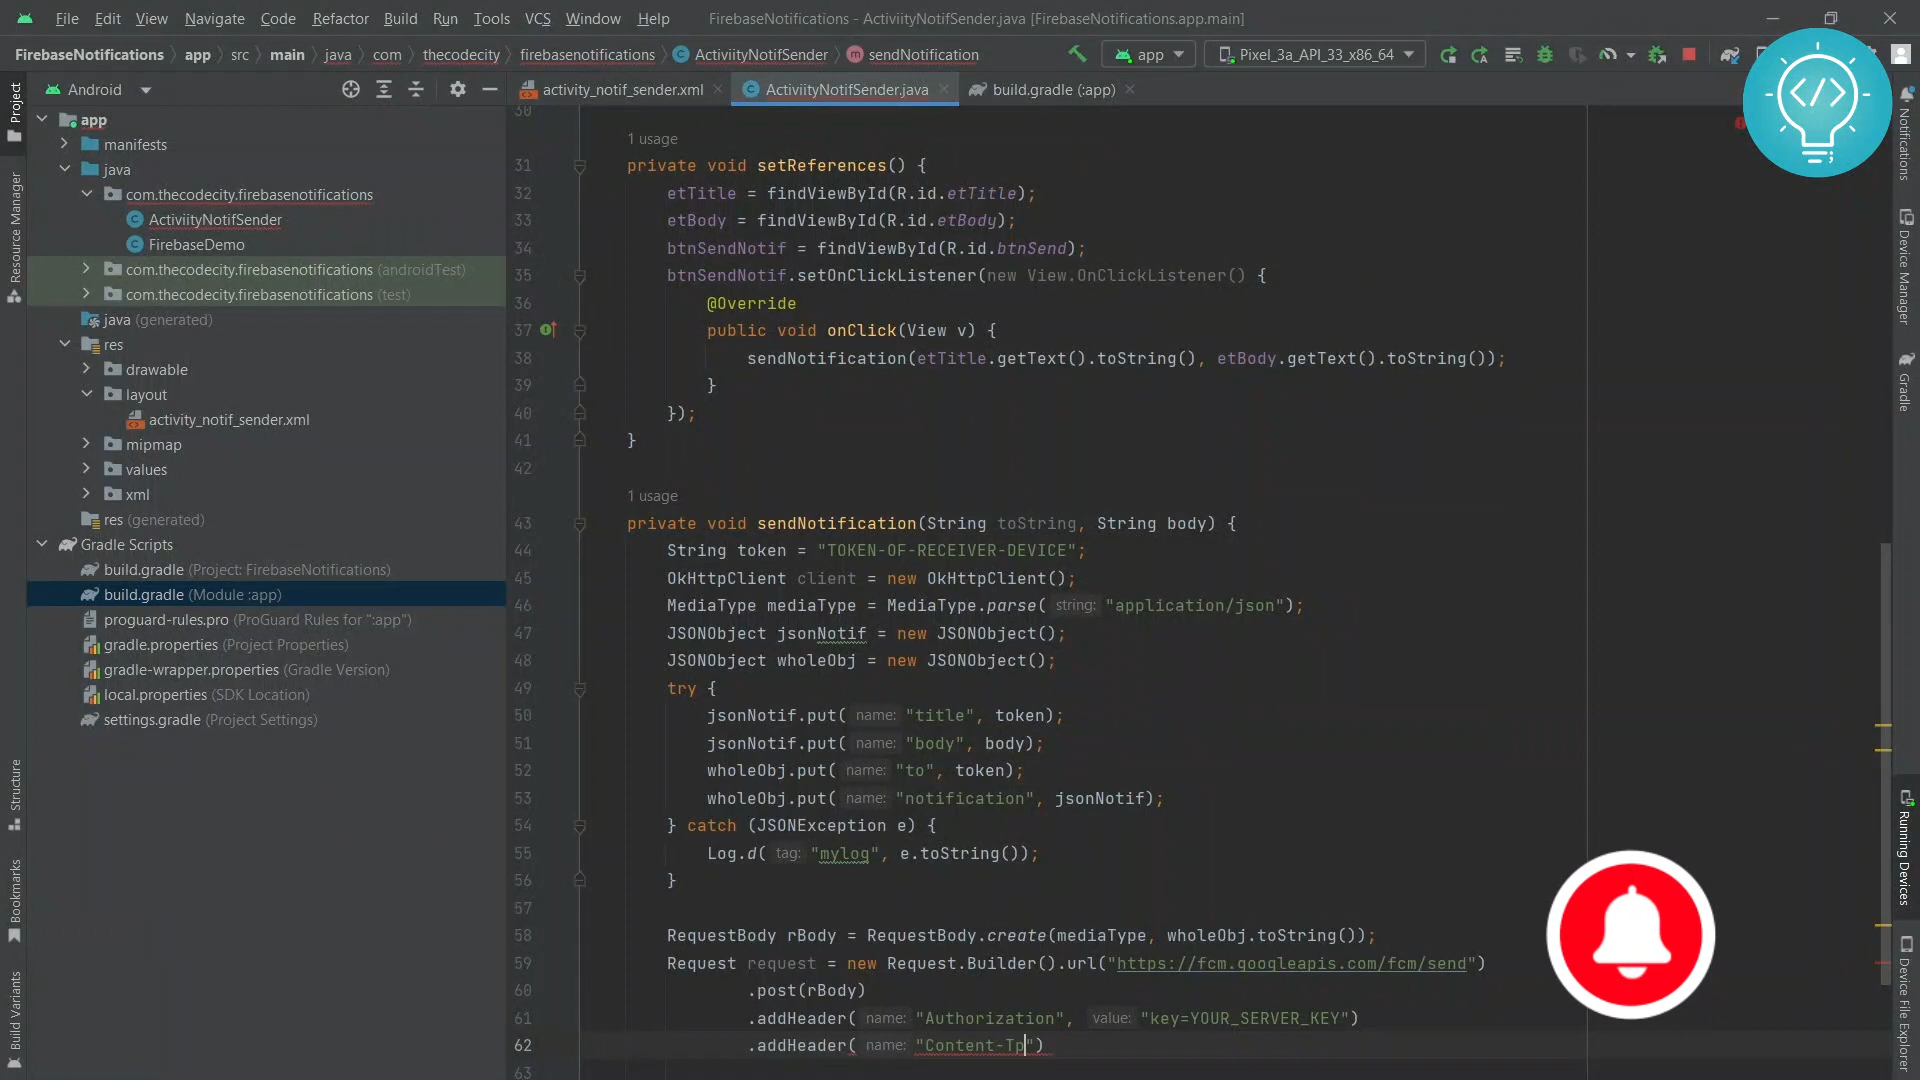 File Edit View Navigate Code Refactor Build Run Tools VCS Window Help FirebaseNotifications - ActiviityNotifSender.java [FirebaseNotifications.app.main]
FirebaseNotifications app src main java com thecodecity firebasenotifications ActiviityNotifSender sendNotification app Pixel_3a_API_33_x86_64
Android
activity_notif_sender.xml ActiviityNotifSender.java build.gradle (:app)
Project
Resource Manager
Structure
Bookmarks
Build Variants
app
manifests
java
com.thecodecity.firebasenotifications
ActiviityNotifSender
FirebaseDemo
com.thecodecity.firebasenotifications (androidTest)
com.thecodecity.firebasenotifications (test)
java (generated)
res
drawable
layout
activity_notif_sender.xml
mipmap
values
xml
res (generated)
Gradle Scripts
build.gradle (Project: FirebaseNotifications)
build.gradle (Module :app)
proguard-rules.pro (ProGuard Rules for ":app")
gradle.properties (Project Properties)
gradle-wrapper.properties (Gradle Version)
local.properties (SDK Location)
settings.gradle (Project Settings)
30
1 usage
31 private void setReferences() {
32 etTitle = findViewById(R.id.etTitle);
33 etBody = findViewById(R.id.etBody);
34 btnSendNotif = findViewById(R.id.btnSend);
35 btnSendNotif.setOnClickListener(new View.OnClickListener() {
36 @Override
37 public void onClick(View v) {
38 sendNotification(etTitle.getText().toString(), etBody.getText().toString());
39 }
40 });
41 }
42
1 usage
43 private void sendNotification(String toString, String body) {
44 String token = "TOKEN-OF-RECEIVER-DEVICE";
45 OkHttpClient client = new OkHttpClient();
46 MediaType mediaType = MediaType.parse( string: "application/json");
47 JSONObject jsonNotif = new JSONObject();
48 JSONObject wholeObj = new JSONObject();
49 try {
50 jsonNotif.put( name: "title", token);
51 jsonNotif.put( name: "body", body);
52 wholeObj.put( name: "to", token);
53 wholeObj.put( name: "notification", jsonNotif);
54 } catch (JSONException e) {
55 Log.d( tag: "mylog", e.toString());
56 }
57
58 RequestBody rBody = RequestBody.create(mediaType, wholeObj.toString());
59 Request request = new Request.Builder().url("https://fcm.googleapis.com/fcm/send")
60 .post(rBody)
61 .addHeader( name: "Authorization", value: "key=YOUR_SERVER_KEY")
62 .addHeader( name: "Content-Tp")
63
</>
Notifications
Device Manager
Gradle
Running Devices
Device File Explorer